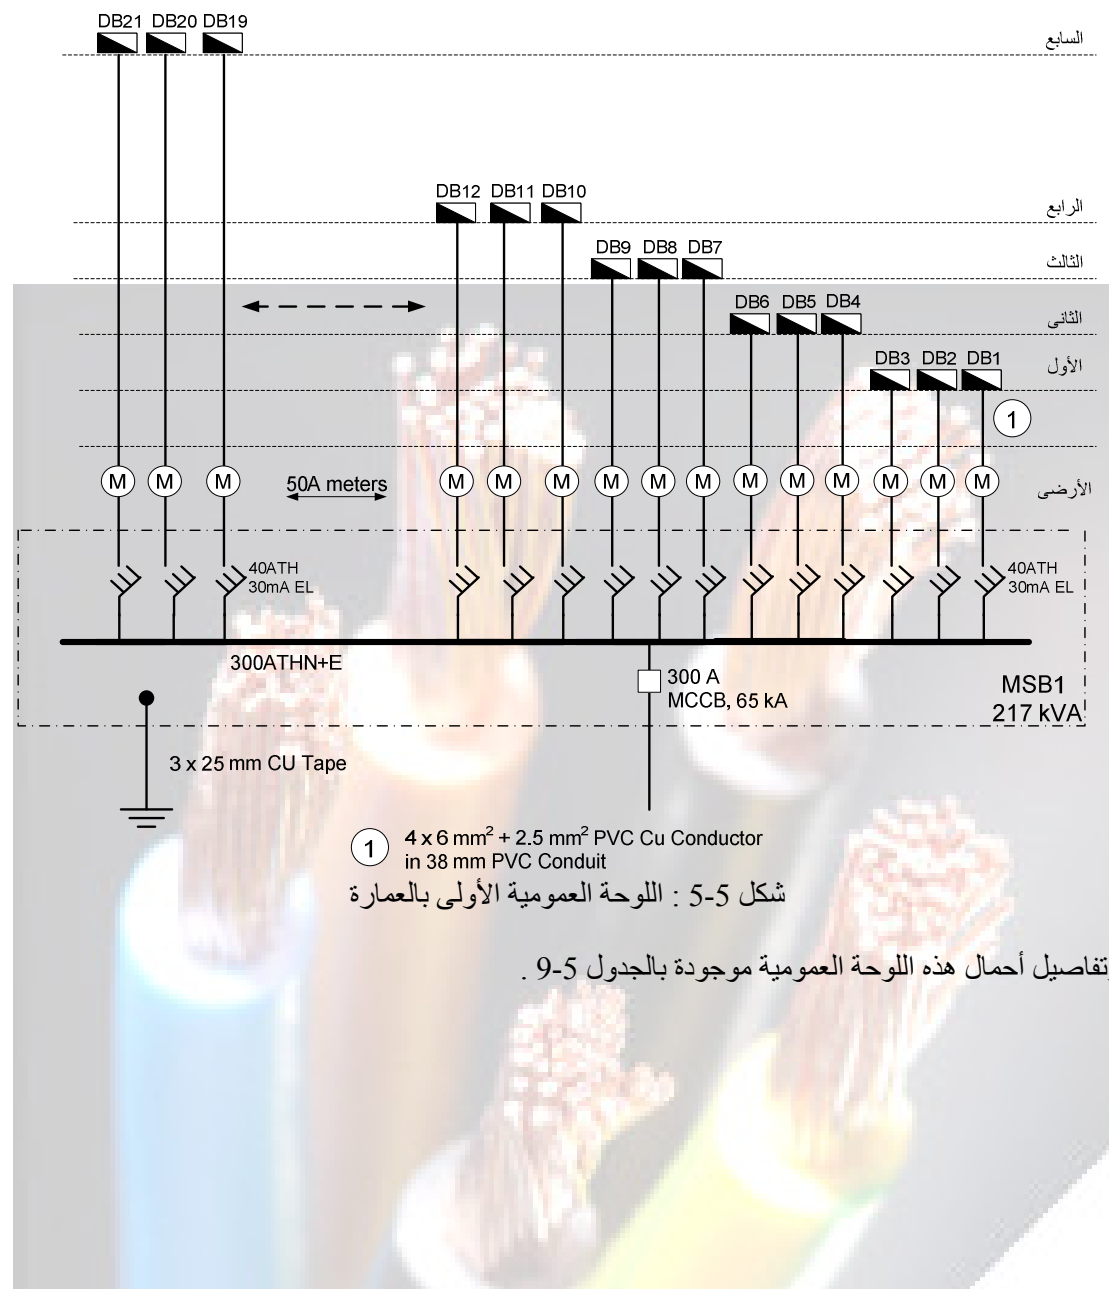 DB21 DB20 DB19
السابع
DB12 DB11 DB10
الرابع
DB9 DB8 DB7
الثالث
DB6 DB5 DB4
الثانى
DB3 DB2 DB1
الأول
1
M M M 50A meters M M M M M M M M M M M M
الأرضى
40ATH
30mA EL
40ATH
30mA EL
300ATHN+E
300 A
MCCB, 65 kA
MSB1
217 kVA
3 x 25 mm CU Tape
1 4 x 6 mm² + 2.5 mm² PVC Cu Conductor
in 38 mm PVC Conduit
شكل 5-5 : اللوحة العمومية الأولى بالعمارة
وتفاصيل أحمال هذه اللوحة العمومية موجودة بالجدول 5-9 .